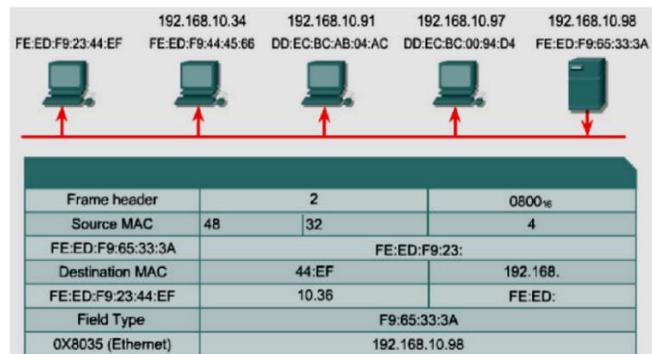 192.168.10.34 192.168.10.91 192.168.10.97 192.168.10.98
FE:ED:F9:23:44:EF FE:ED:F9:44:45:66 DD:EC:BC:AB:04:AC DD:EC:BC:00:94:D4 FE:ED:F9:65:33:3A
Frame header 2 0800₁₆
Source MAC 48 32 4
FE:ED:F9:65:33:3A FE:ED:F9:23:
Destination MAC 44:EF 192.168.
FE:ED:F9:23:44:EF 10.36 FE:ED:
Field Type F9:65:33:3A
0X8035 (Ethernet) 192.168.10.98